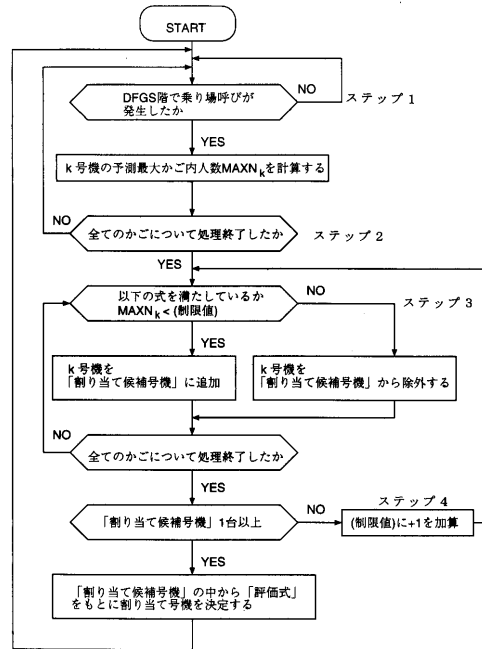 START
DFGS階で乗り場呼びが
発生したか
NO
ステップ1
YES
k号機の予測最大かご内人数MAXNkを計算する
NO
全てのかごについて処理終了したか
ステップ2
YES
以下の式を満たしているか
MAXNk<(制限値)
NO
ステップ3
YES
k号機を
「割り当て候補号機」に追加
k号機を
「割り当て候補号機」から除外する
NO
全てのかごについて処理終了したか
YES
ステップ4
「割り当て候補号機」1台以上
NO
(制限値)に+1を加算
YES
「割り当て候補号機」の中から「評価式」
をもとに割り当て号機を決定する